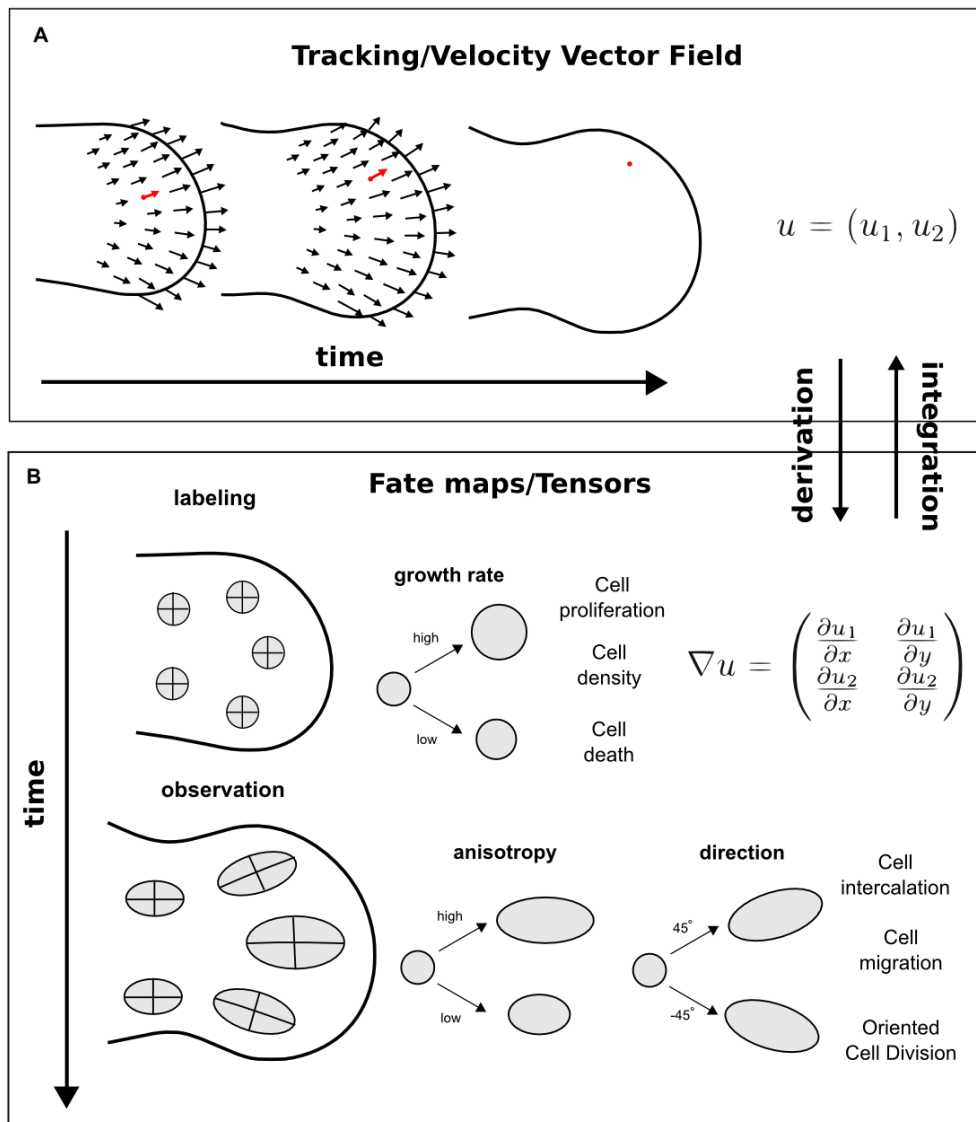 A
Tracking/Velocity Vector Field
u = (u₁, u₂)
time
derivation
integration
B
Fate maps/Tensors
labeling
growth rate
high
low
Cell
proliferation
Cell
density
Cell
death
∇u = (∂u₁/∂x ∂u₁/∂y
∂u₂/∂x ∂u₂/∂y)
time
observation
anisotropy
high
low
direction
45°
-45°
Cell
intercalation
Cell
migration
Oriented
Cell Division